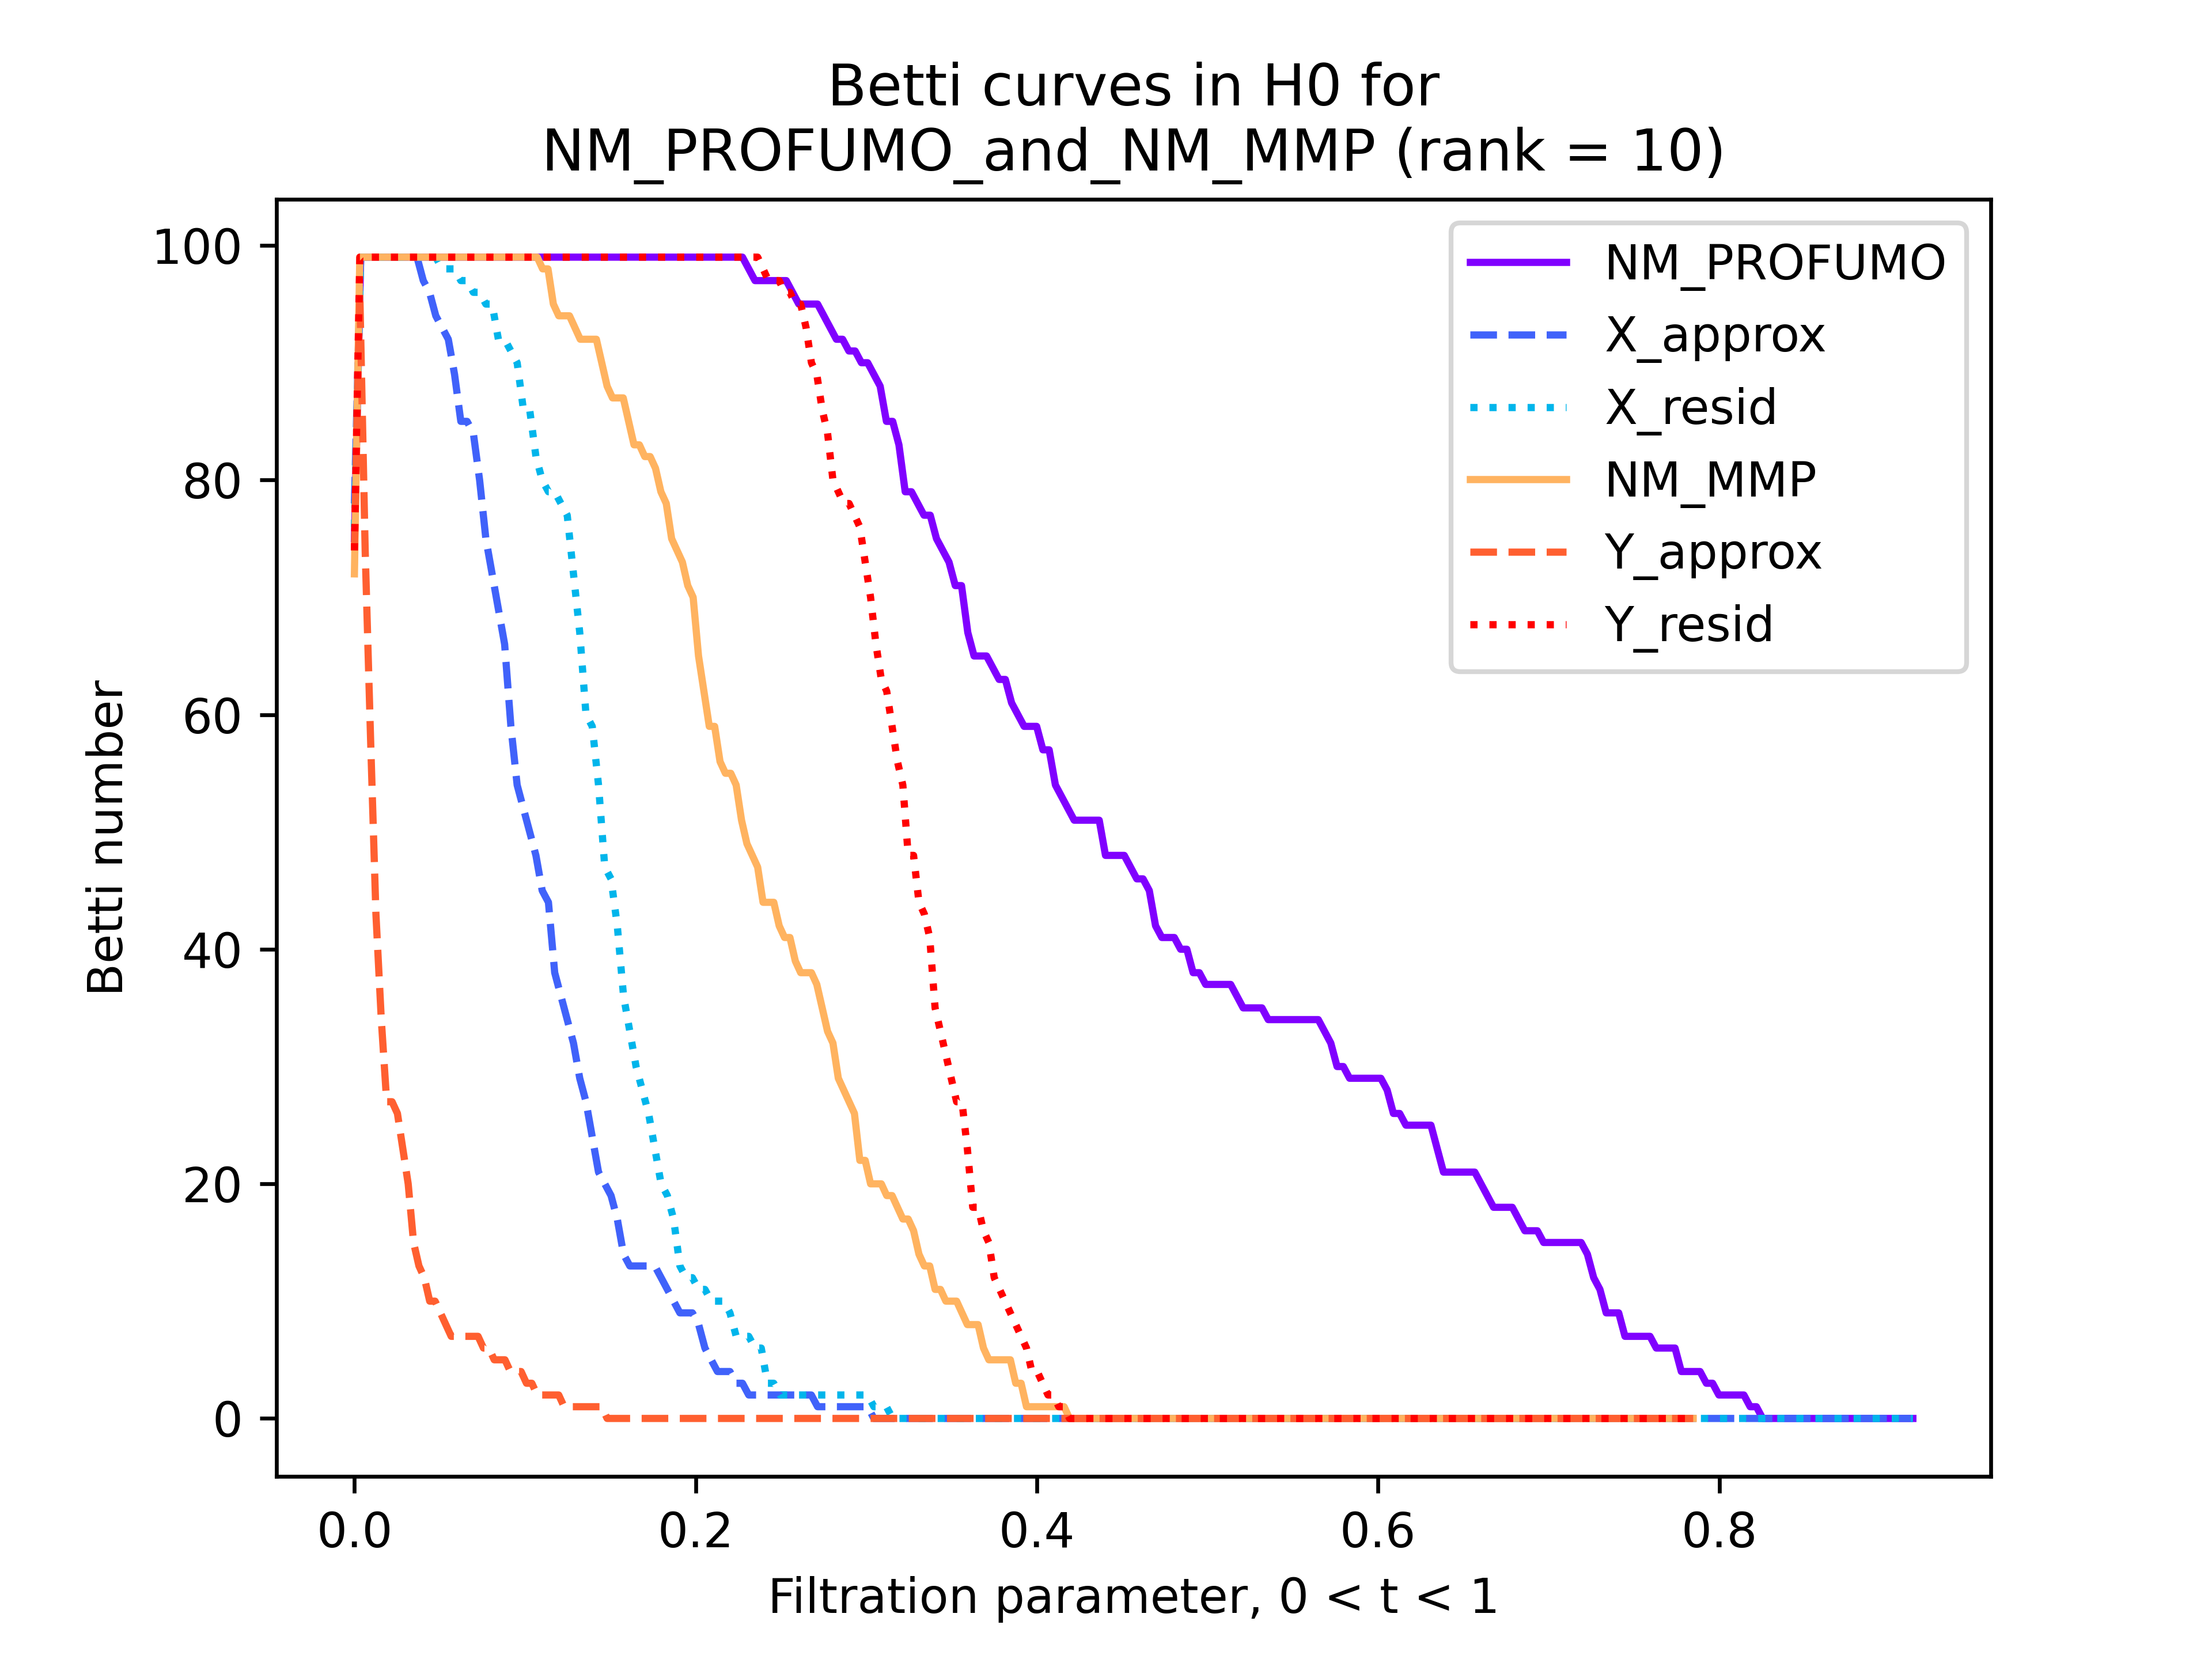 Betti curves in H0 for
NM_PROFUMO_and_NM_MMP (rank = 10)
100
80
60
40
20
0
Betti number
NM_PROFUMO
X_approx
X_resid
NM_MMP
Y_approx
Y_resid
0.0 0.2 0.4 0.6 0.8
Filtration parameter, 0 < t < 1